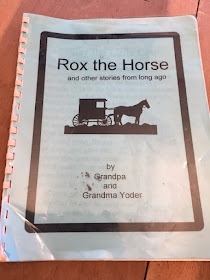 Rox the Horse
and other stories from long ago
by
Grandpa
and
Grandma Yoder